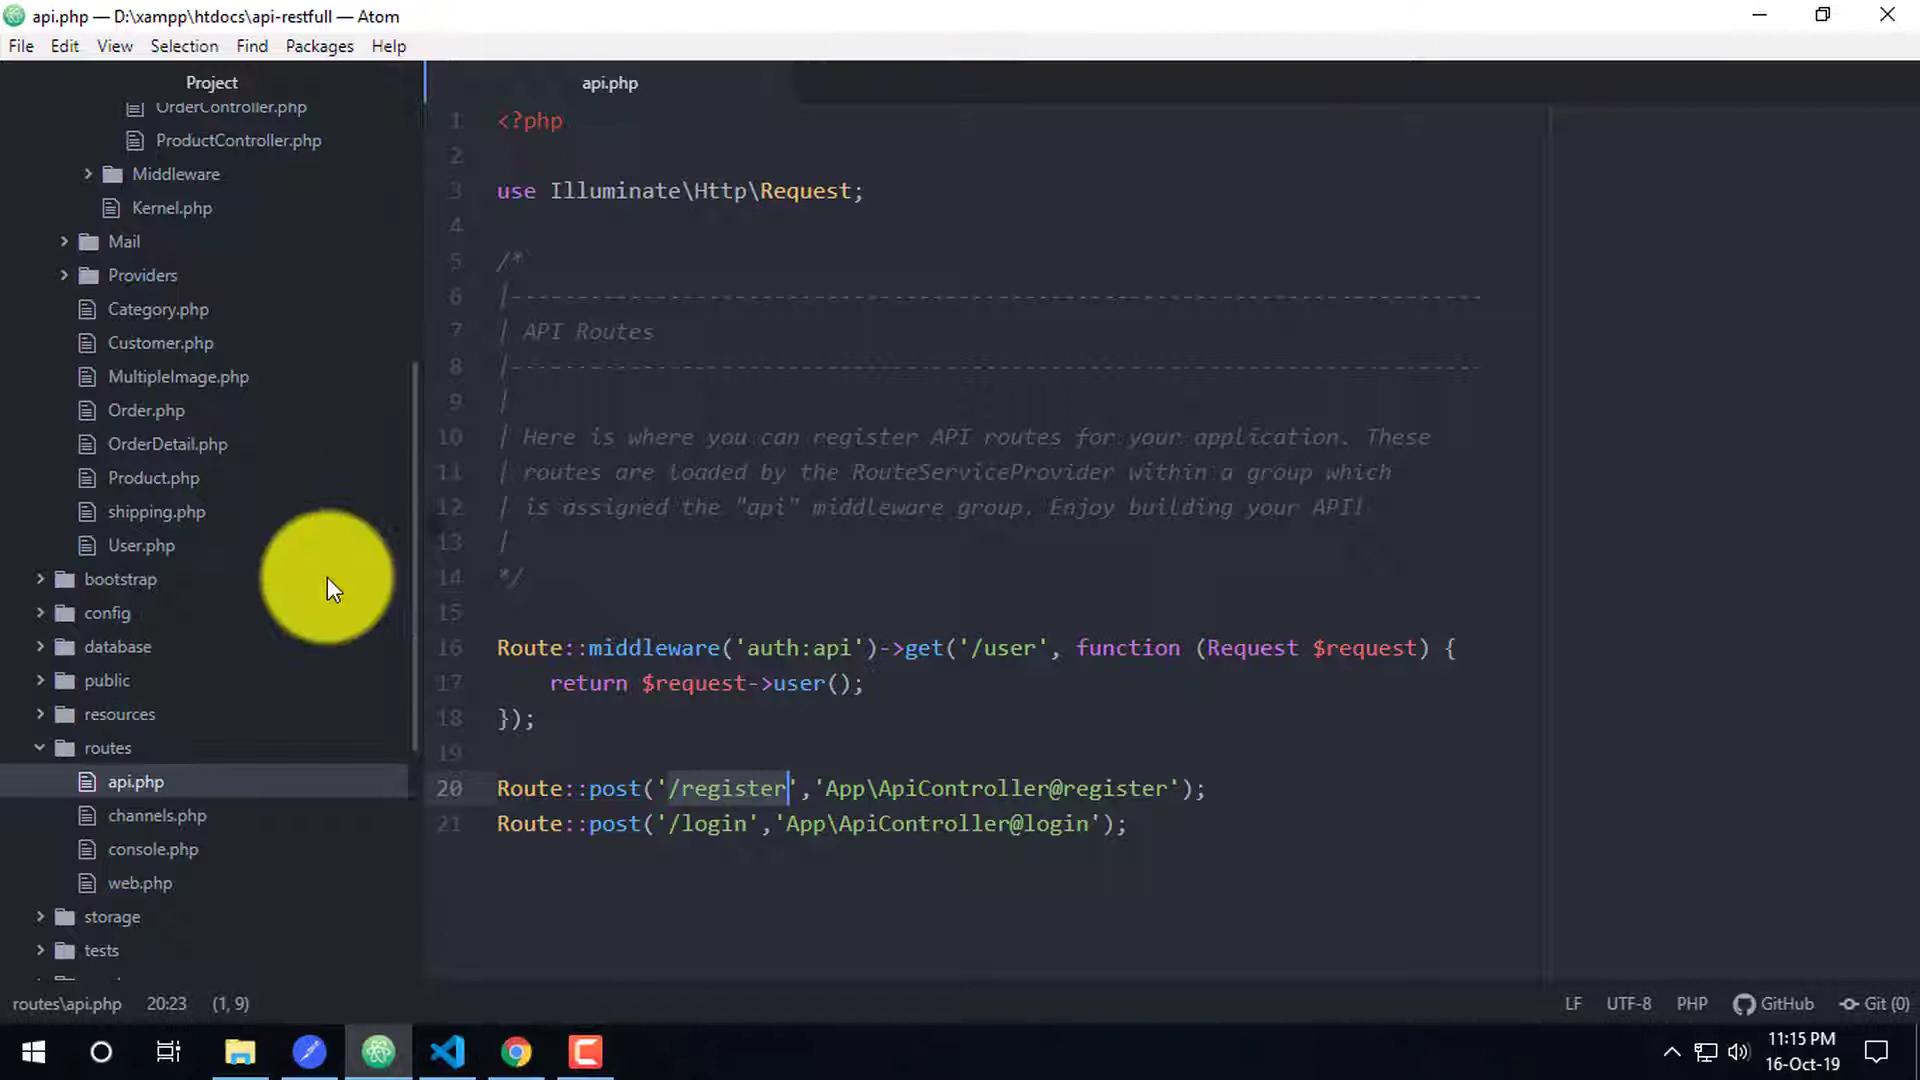 api.php — D:\xampp\htdocs\api-restfull — Atom
File Edit View Selection Find Packages Help
Project
OrderController.php
ProductController.php
Middleware
Kernel.php
Mail
Providers
Category.php
Customer.php
MultipleImage.php
Order.php
OrderDetail.php
Product.php
shipping.php
User.php
bootstrap
config
database
public
resources
routes
api.php
channels.php
console.php
web.php
storage
tests
api.php
1 <?php
2
3 use Illuminate\Http\Request;
4
5 /*
6 |--------------------------------------------------------------------------
7 | API Routes
8 |--------------------------------------------------------------------------
9 |
10 | Here is where you can register API routes for your application. These
11 | routes are loaded by the RouteServiceProvider within a group which
12 | is assigned the "api" middleware group. Enjoy building your API!
13 |
14 */
15
16 Route::middleware('auth:api')->get('/user', function (Request $request) {
17     return $request->user();
18 });
19
20 Route::post('/register','App\ApiController@register');
21 Route::post('/login','App\ApiController@login');
routes\api.php 20:23 (1, 9)
LF UTF-8 PHP GitHub Git (0)
11:15 PM
16-Oct-19